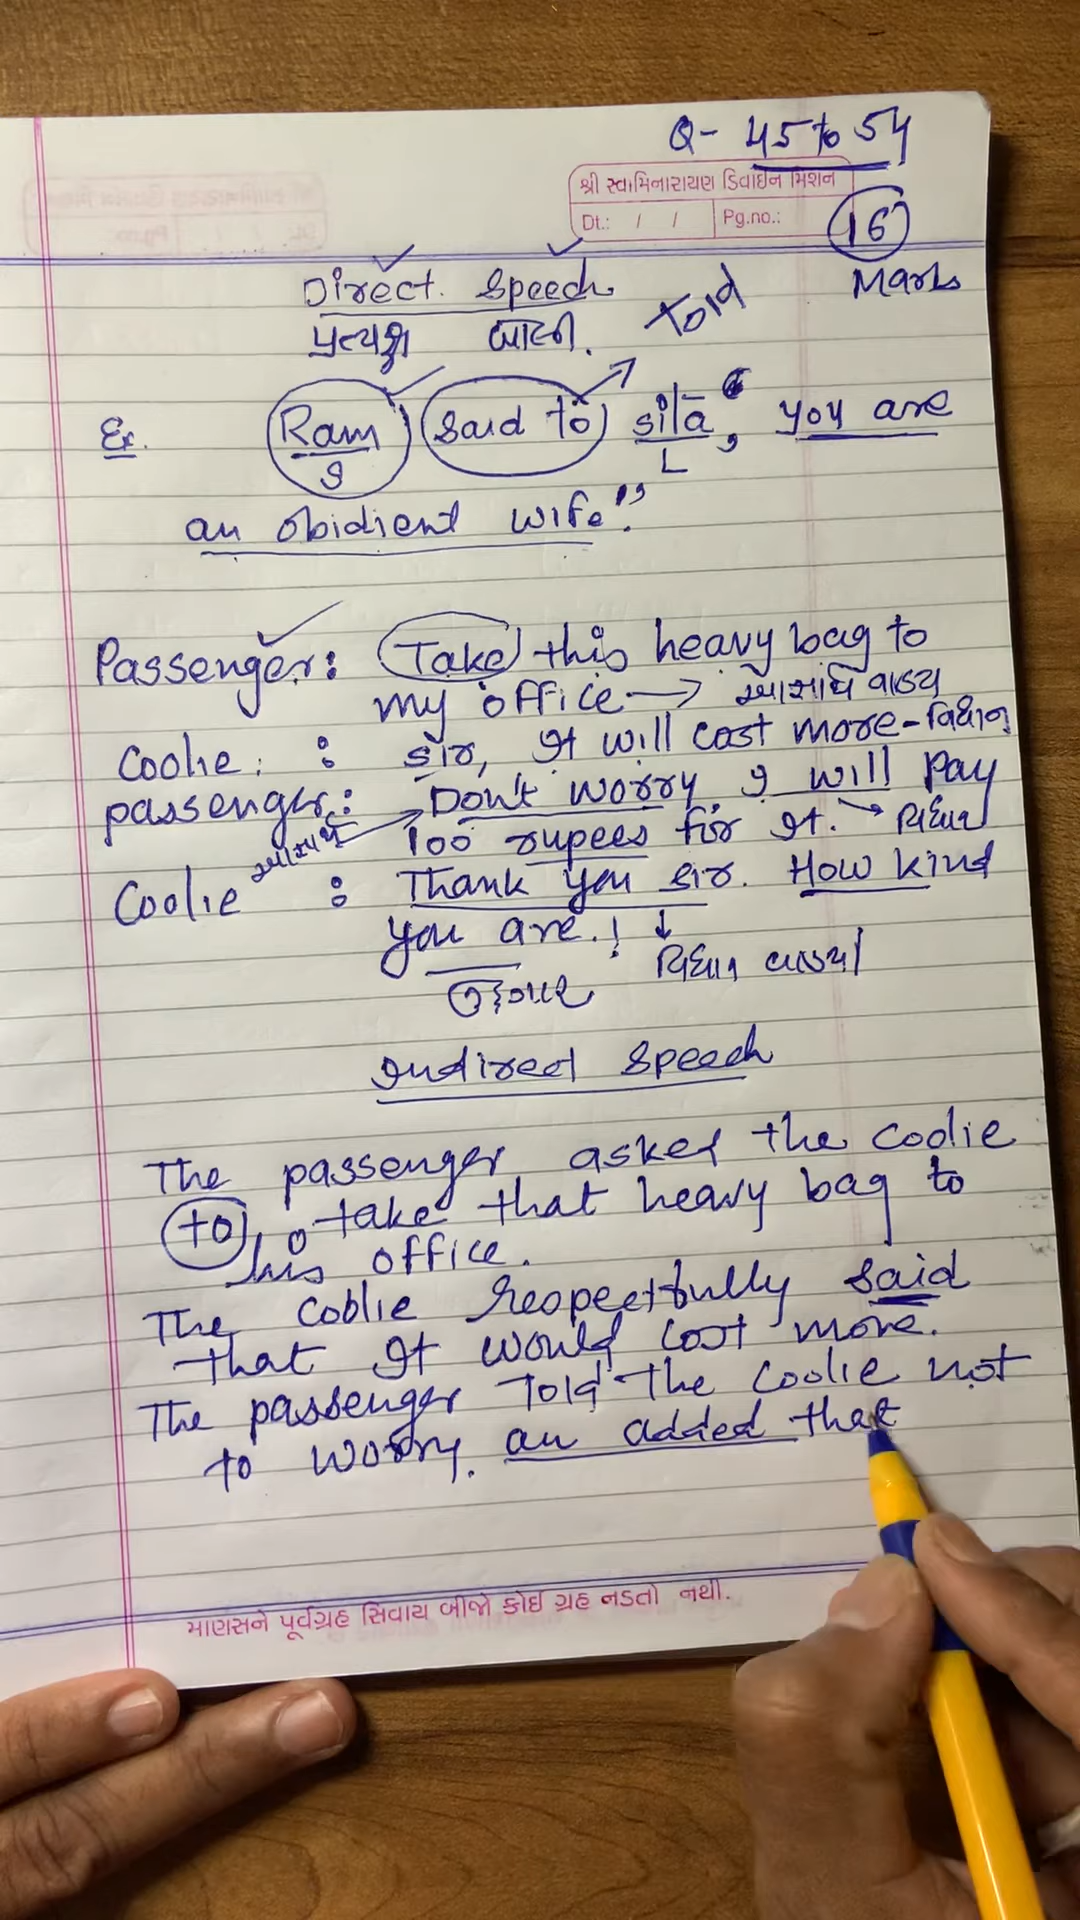 Q- 45 to 54
શ્રી સ્વામિનારાયણ ડિવાઈન મિશન
Dt.: / / Pg.no.:
16
Marks
Direct. Speech
પ્રત્યક્ષ બોલી.
Told
Ex. Ram said to sila, you are
I L
an obidient wife."
Passenger: Take this heavy bag to
my office → આજ્ઞાર્થ વાક્ય
Coolie: : સર, It will cost more - વિધાન
passenger: Don't worry I will pay
આજ્ઞાર્થ 100 rupees for It. → વિધાન
Coolie : Thank you sir. How kind
you are.! ↓
વિધાન વાક્ય
ઉદ્દગાર
Indirect Speech
The passenger asked the coolie
to, take that heavy bag to
his office.
The coolie respectfully said
that It would cost more.
The passenger Told the coolie not
to worry. an added that
માણસને પૂર્વગ્રહ સિવાય બીજો કોઈ ગ્રહ નડતો નથી.